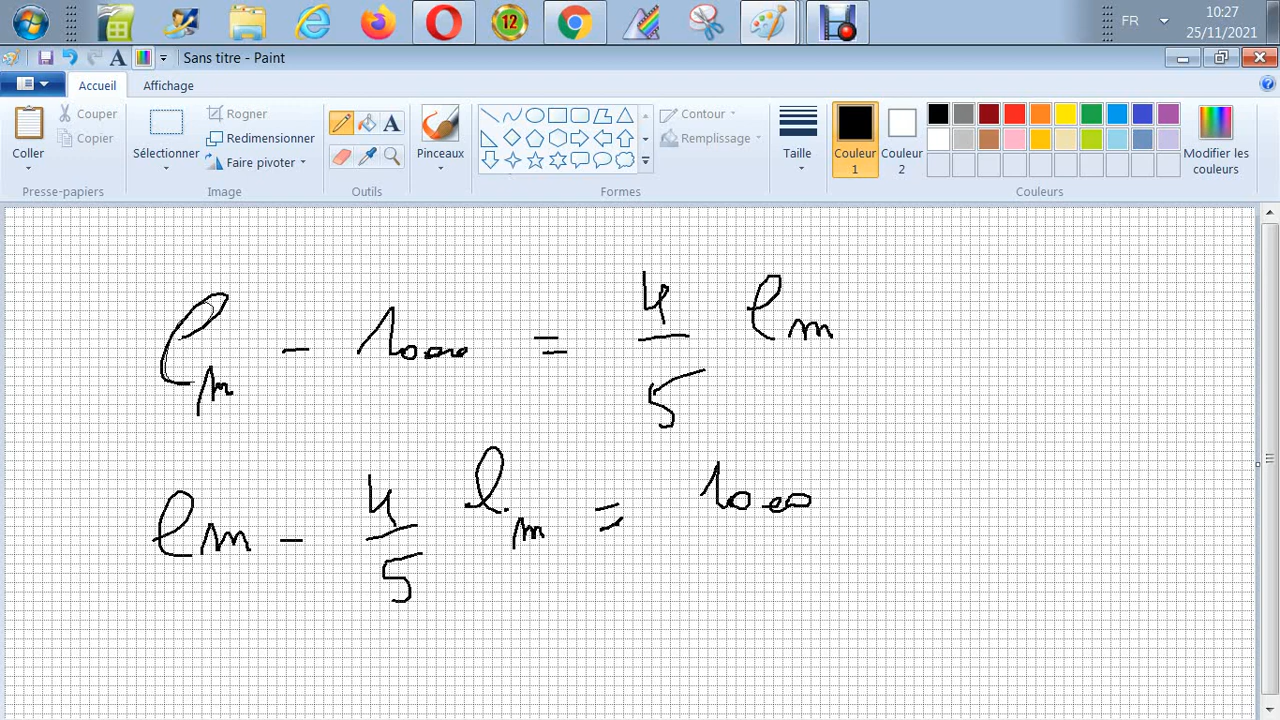 12
FR
10:27
25/11/2021
Sans titre - Paint
Accueil Affichage
Coller
Couper
Copier
Presse-papiers
Sélectionner
Rogner
Redimensionner
Faire pivoter
Image
Outils
Pinceaux
Formes
Contour
Remplissage
Taille
Couleur 1
Couleur 2
Modifier les couleurs
Couleurs
lm - 1000 = 4/5 lm
lm - 4/5 lm = 1000